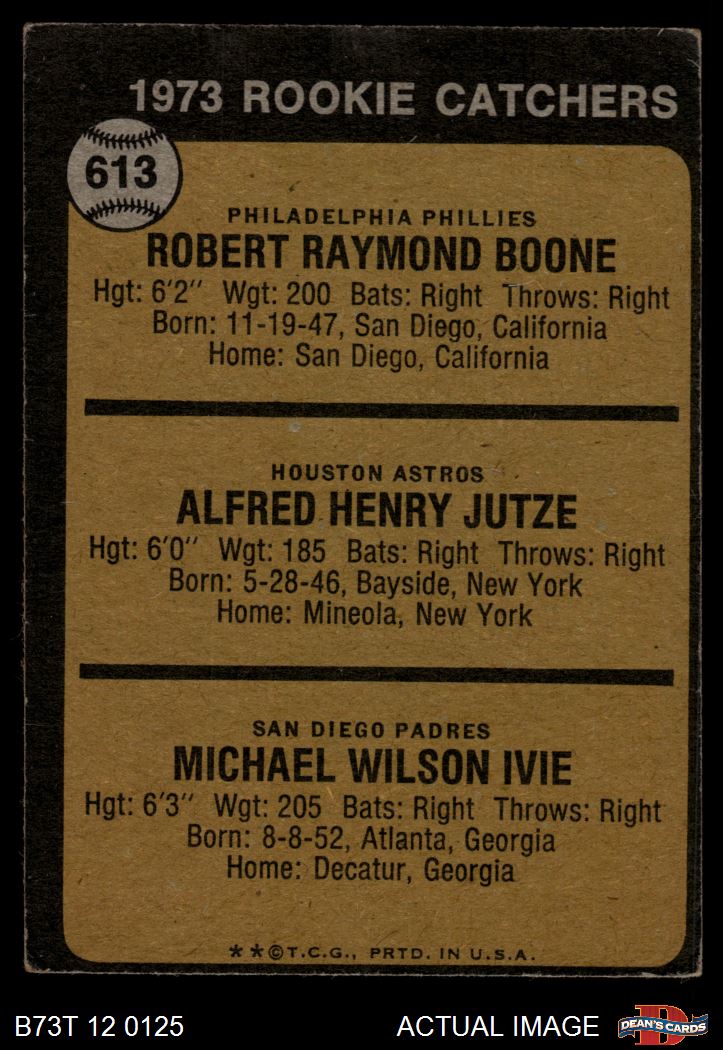 1973 ROOKIE CATCHERS
613
PHILADELPHIA PHILLIES
ROBERT RAYMOND BOONE
Hgt: 6'2" Wgt: 200 Bats: Right Throws: Right
Born: 11-19-47, San Diego, California
Home: San Diego, California
HOUSTON ASTROS
ALFRED HENRY JUTZE
Hgt: 6'0" Wgt: 185 Bats: Right Throws: Right
Born: 5-28-46, Bayside, New York
Home: Mineola, New York
SAN DIEGO PADRES
MICHAEL WILSON IVIE
Hgt: 6'3" Wgt: 205 Bats: Right Throws: Right
Born: 8-8-52, Atlanta, Georgia
Home: Decatur, Georgia
**©T.C.G., PRTD. IN U.S.A.
B73T 12 0125 ACTUAL IMAGE
D
DEAN'S CARDS